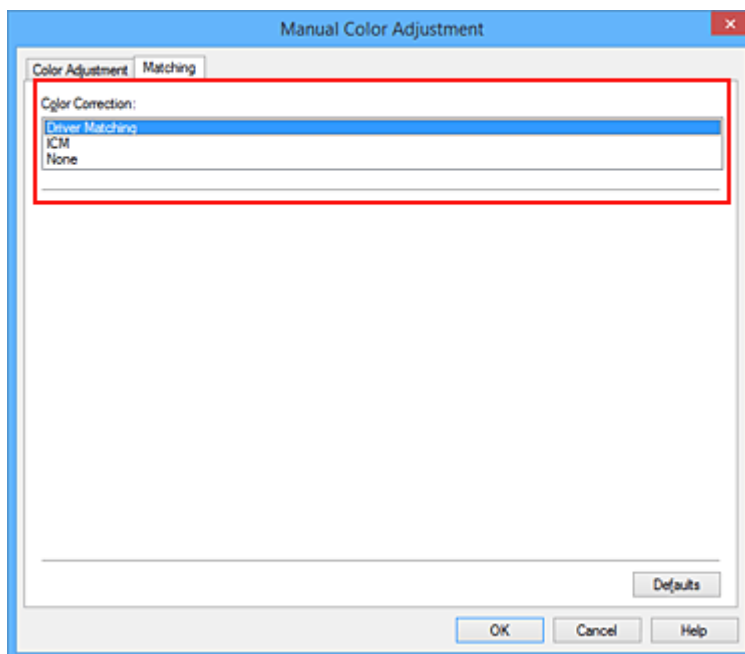 Manual Color Adjustment
Color Adjustment Matching
Color Correction:
Driver Matching
ICM
None
Defaults
OK Cancel Help